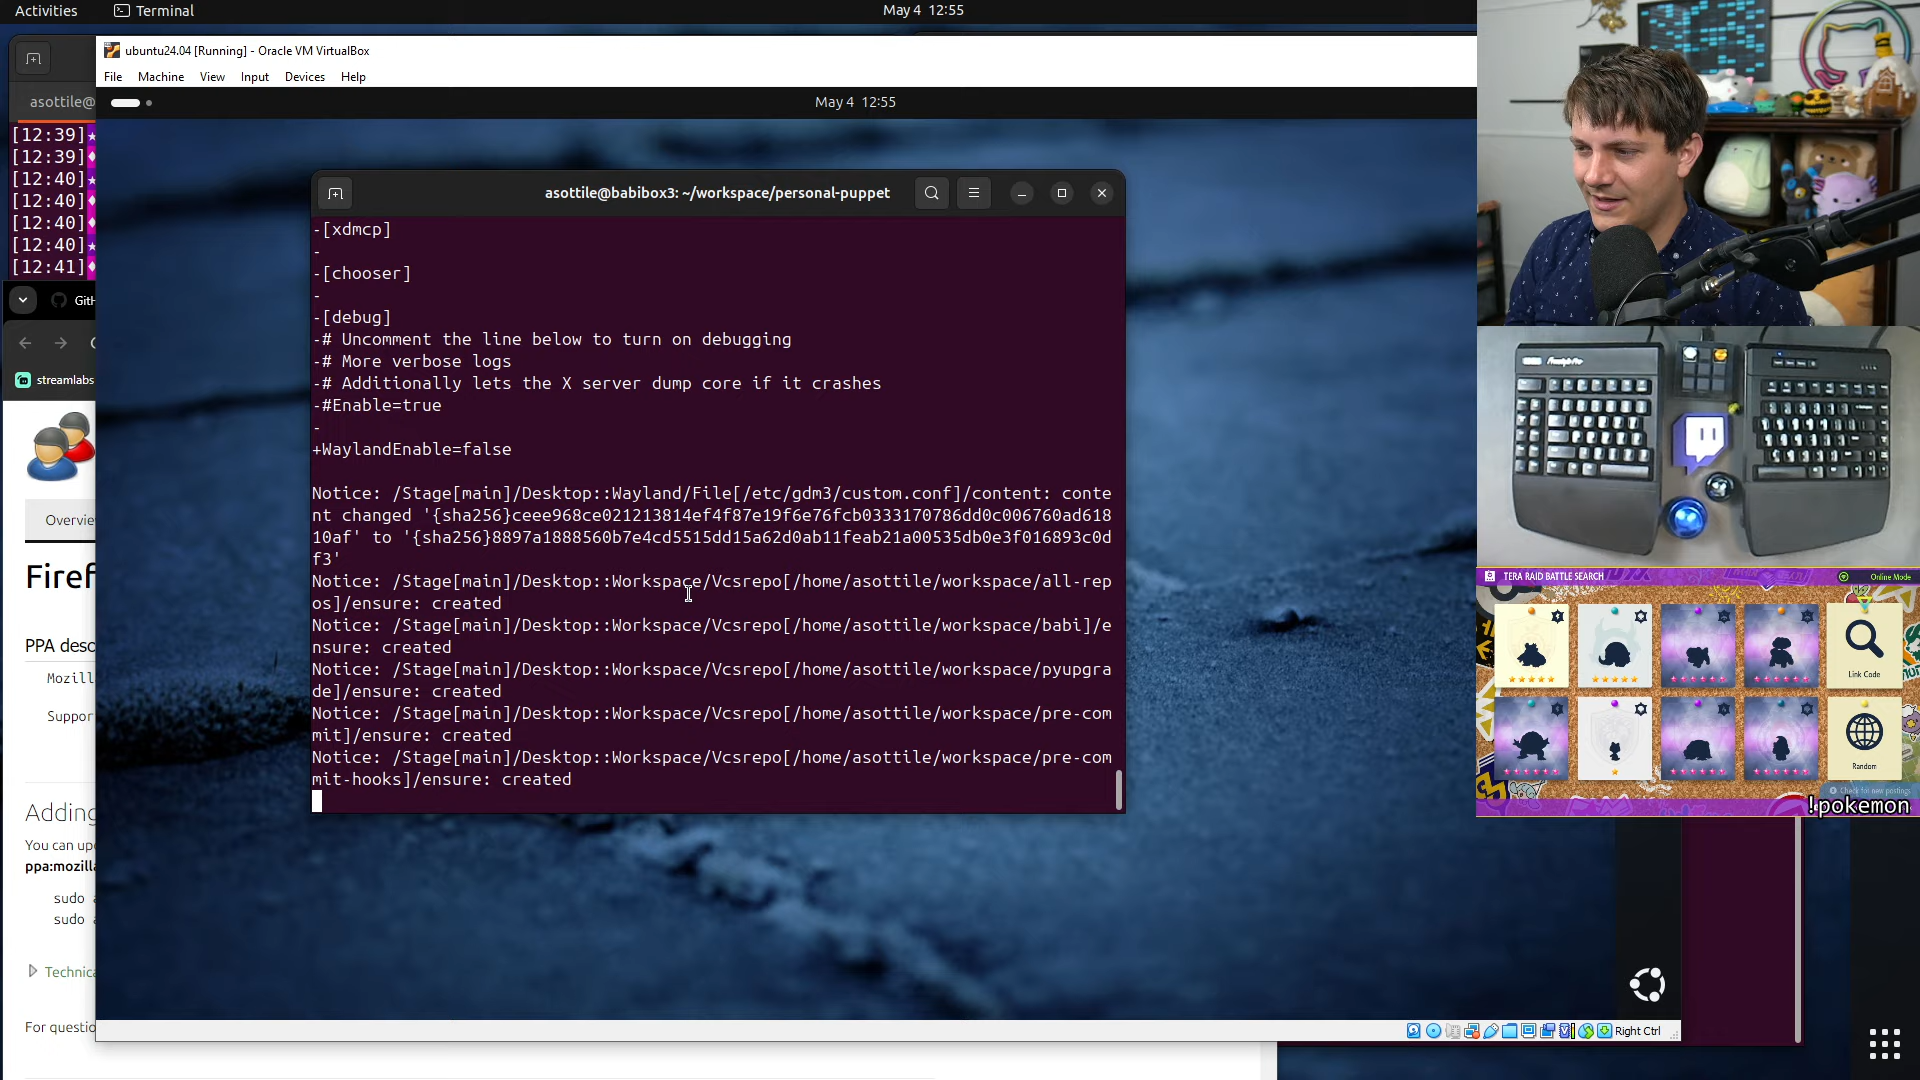 Activities
Terminal
May 4 12:55
ubuntu24.04 [Running] - Oracle VM VirtualBox
File Machine View Input Devices Help
May 4 12:55
asottile@
[12:39]
[12:39]
[12:40]
[12:40]
[12:40]
[12:40]
[12:41]
GitH
streamlabs
Overvie
Firef
PPA desc
Mozill
Suppor
Adding
You can up
ppa:mozilla
sudo a
sudo a
Technica
For questio
asottile@babibox3: ~/workspace/personal-puppet
-[xdmcp]
-
-[chooser]
-
-[debug]
-# Uncomment the line below to turn on debugging
-# More verbose logs
-# Additionally lets the X server dump core if it crashes
-#Enable=true
-
+WaylandEnable=false
Notice: /Stage[main]/Desktop::Wayland/File[/etc/gdm3/custom.conf]/content: conte
nt changed '{sha256}ceee968ce021213814ef4f87e19f6e76fcb0333170786dd0c006760ad618
10af' to '{sha256}8897a1888560b7e4cd5515dd15a62d0ab11feab21a00535db0e3f016893c0d
f3'
Notice: /Stage[main]/Desktop::Workspace/Vcsrepo[/home/asottile/workspace/all-rep
os]/ensure: created
Notice: /Stage[main]/Desktop::Workspace/Vcsrepo[/home/asottile/workspace/babi]/e
nsure: created
Notice: /Stage[main]/Desktop::Workspace/Vcsrepo[/home/asottile/workspace/pyupgra
de]/ensure: created
Notice: /Stage[main]/Desktop::Workspace/Vcsrepo[/home/asottile/workspace/pre-com
mit]/ensure: created
Notice: /Stage[main]/Desktop::Workspace/Vcsrepo[/home/asottile/workspace/pre-com
mit-hooks]/ensure: created
Right Ctrl
TERA RAID BATTLE SEARCH
Online Mode
Link Code
Random
Check for new postings
!pokemon